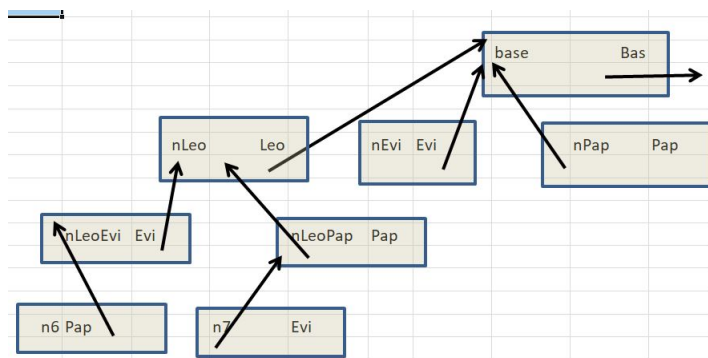 base Bas
nLeo Leo
nEvi Evi
nPap Pap
nLeoEvi Evi
nLeoPap Pap
n6 Pap
n7 Evi